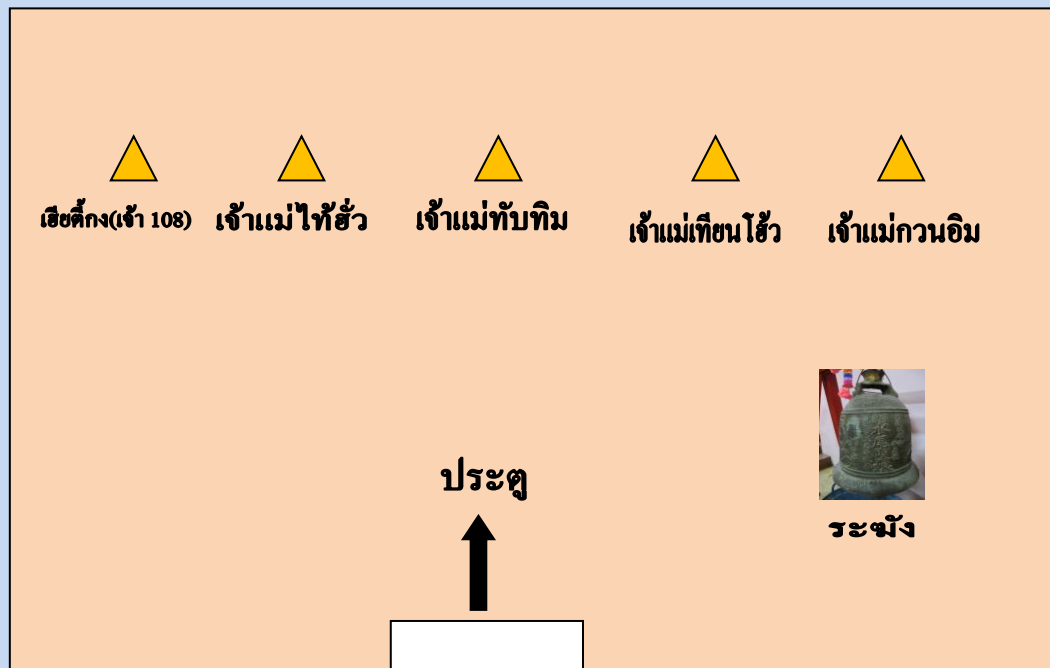 เฮียตี้กง(เจ้า 108)
เจ้าแม่ไท้ฮั่ว
เจ้าแม่ทับทิม
เจ้าแม่เทียนโฮ้ว
เจ้าแม่กวนอิม
ประตู
ระฆัง